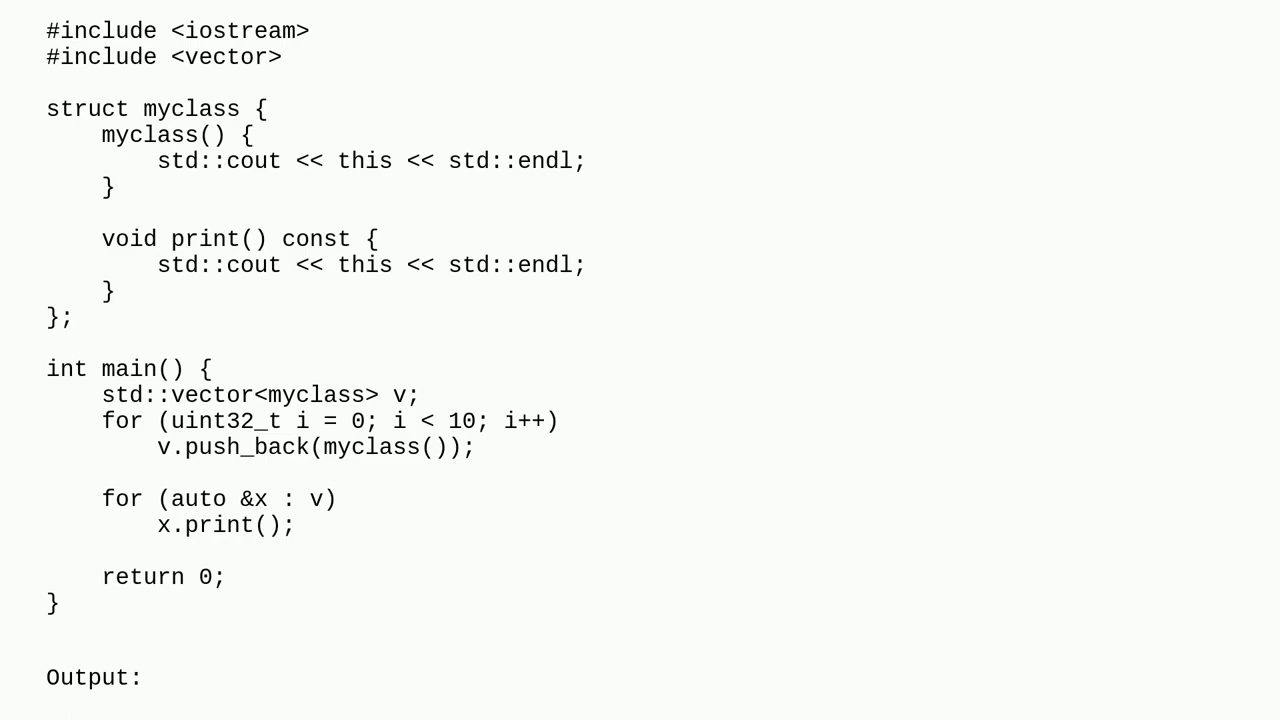 #include <iostream>
#include <vector>
struct myclass {
myclass() {
std::cout << this << std::endl;
}
void print() const {
std::cout << this << std::endl;
}
};
int main() {
std::vector<myclass> v;
for (uint32_t i = 0; i < 10; i++)
v.push_back(myclass());
for (auto &x : v)
x.print();
return 0;
}
Output: